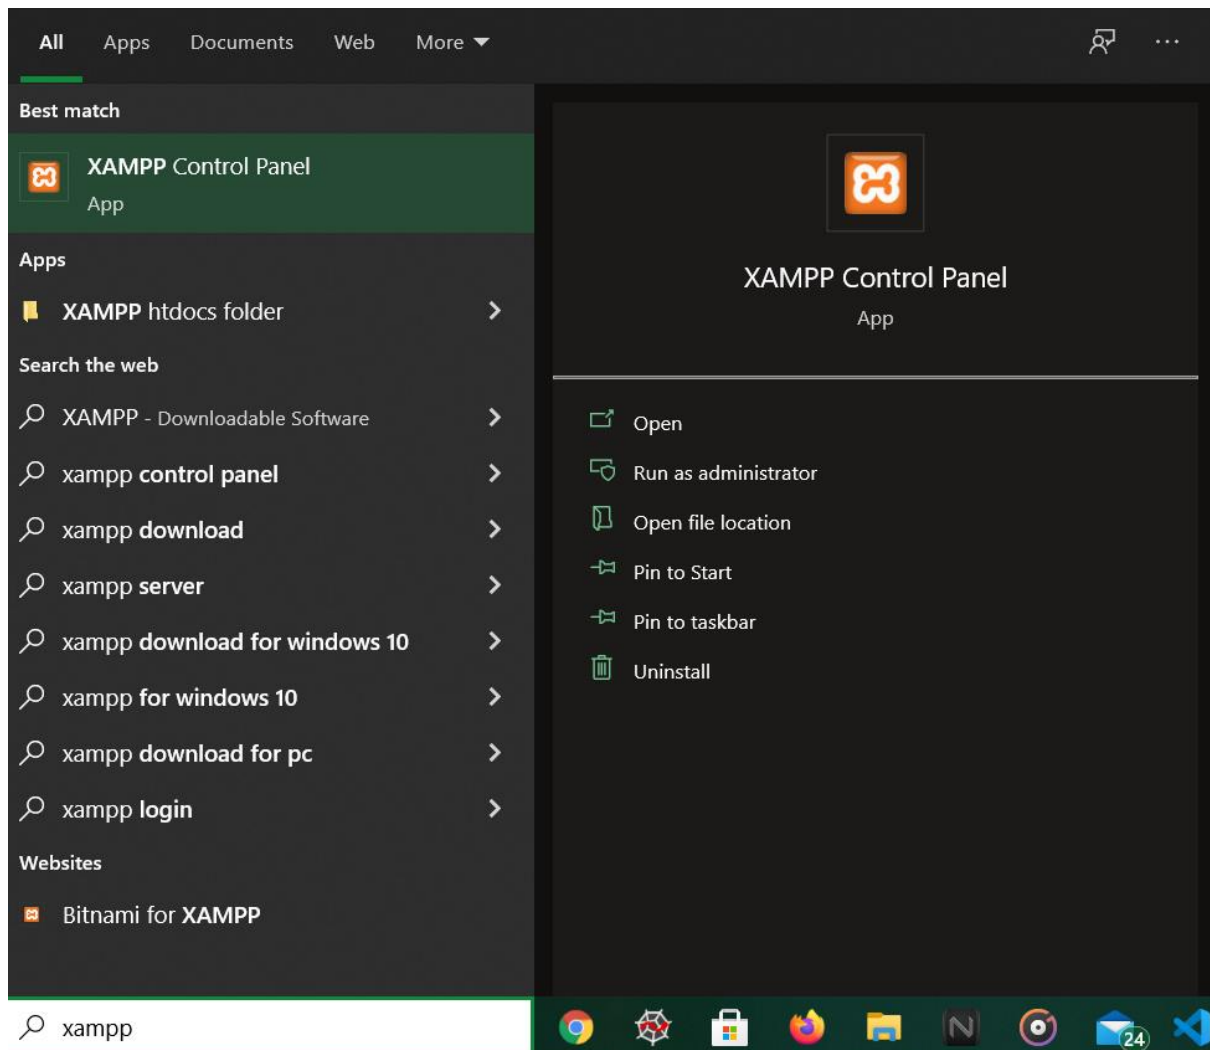 All Apps Documents Web More
Best match
XAMPP Control Panel
App
Apps
XAMPP htdocs folder
Search the web
XAMPP - Downloadable Software
xampp control panel
xampp download
xampp server
xampp download for windows 10
xampp for windows 10
xampp download for pc
xampp login
Websites
Bitnami for XAMPP
XAMPP Control Panel
App
Open
Run as administrator
Open file location
Pin to Start
Pin to taskbar
Uninstall
xampp
N
24